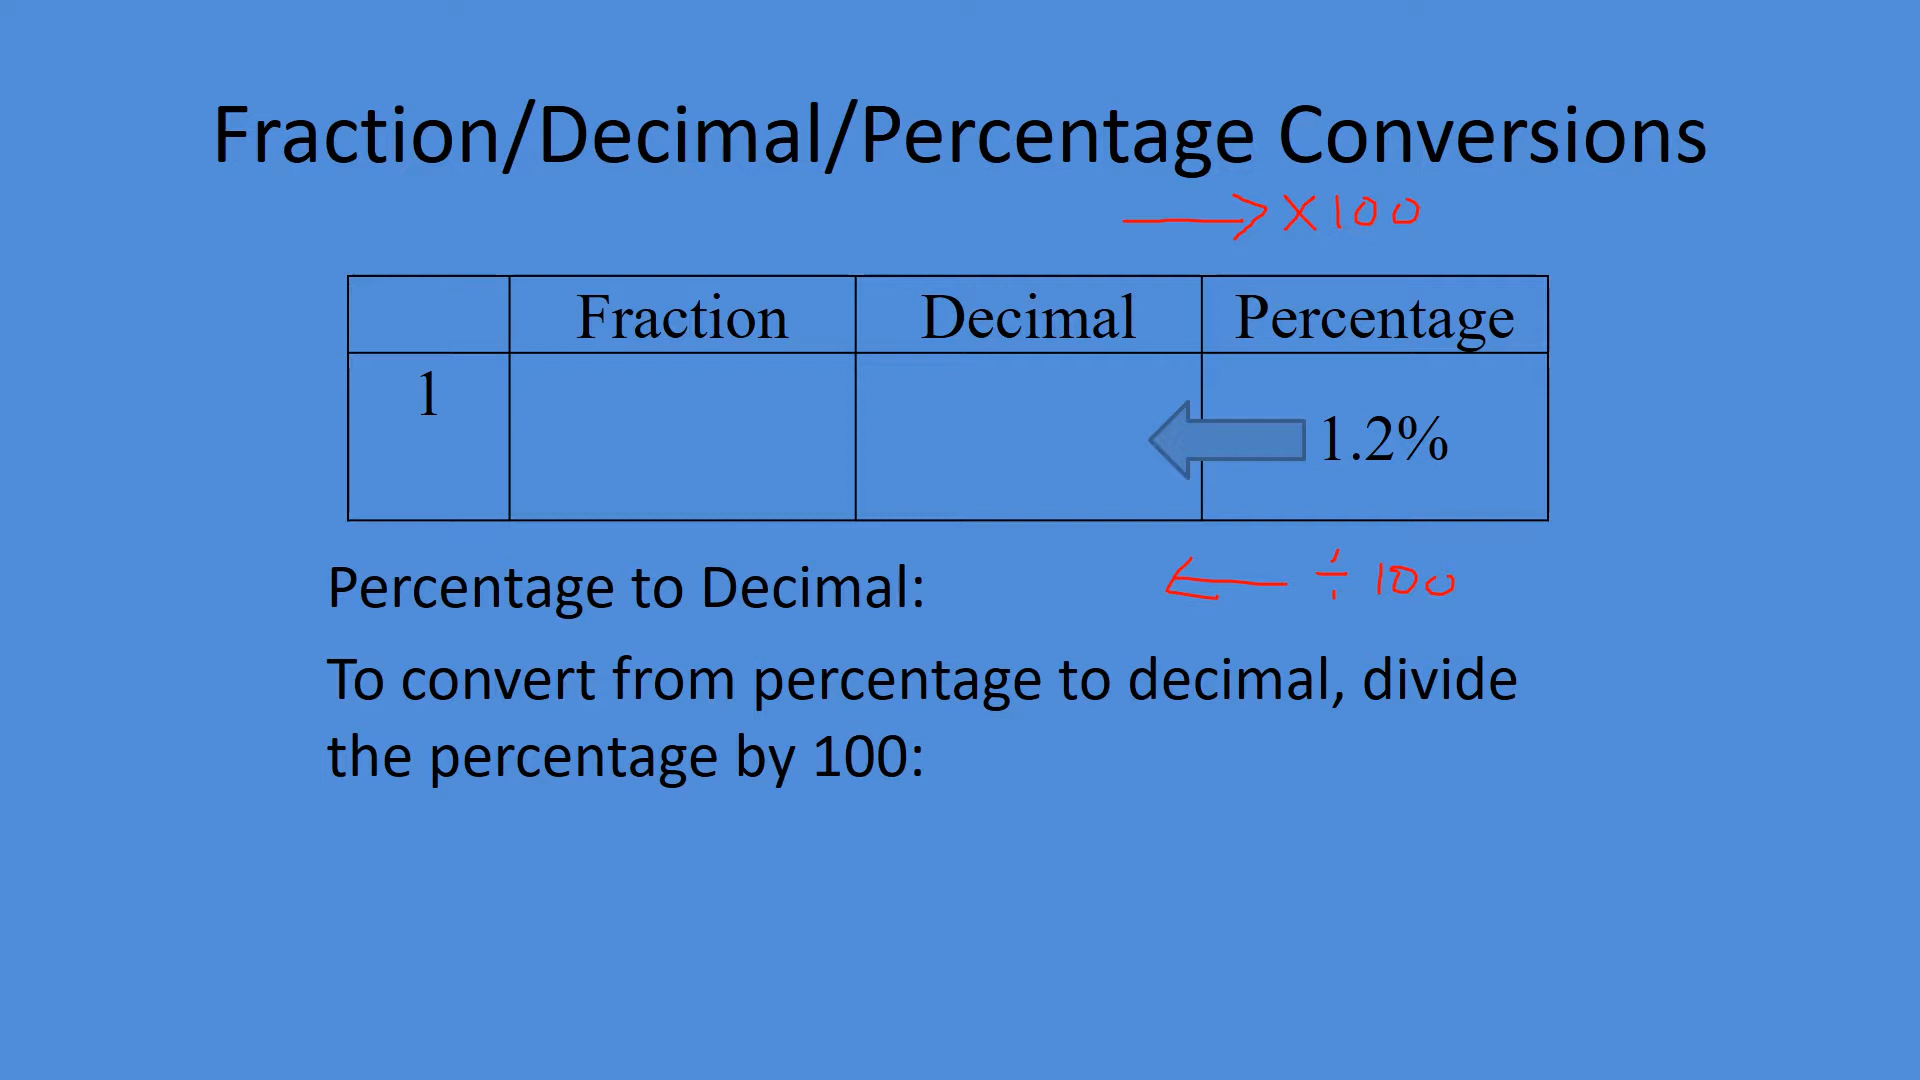 Fraction/Decimal/Percentage Conversions
X100
Fraction Decimal Percentage
1 1.2%
Percentage to Decimal: ÷ 100
To convert from percentage to decimal, divide
the percentage by 100: